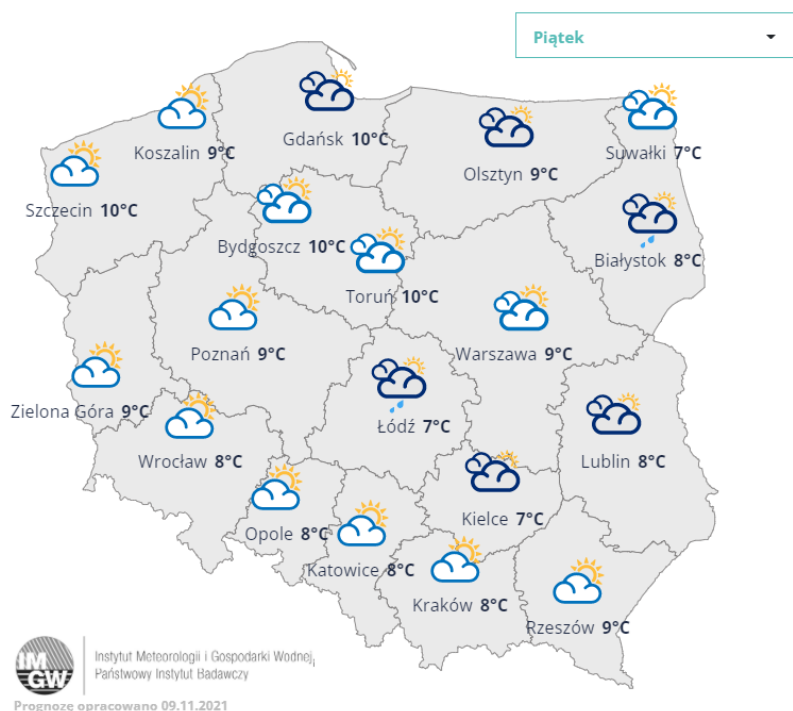 Piątek
Gdańsk 10°C
Koszalin 9°C
Suwałki 7°C
Olsztyn 9°C
Szczecin 10°C
Bydgoszcz 10°C
Białystok 8°C
Toruń 10°C
Poznań 9°C
Warszawa 9°C
Zielona Góra 9°C
Łódź 7°C
Wrocław 8°C
Lublin 8°C
Kielce 7°C
Opole 8°C
Katowice 8°C
Kraków 8°C
Rzeszów 9°C
IM
GW
Instytut Meteorologii i Gospodarki Wodnej,
Państwowy Instytut Badawczy
Prognozę opracowano 09.11.2021